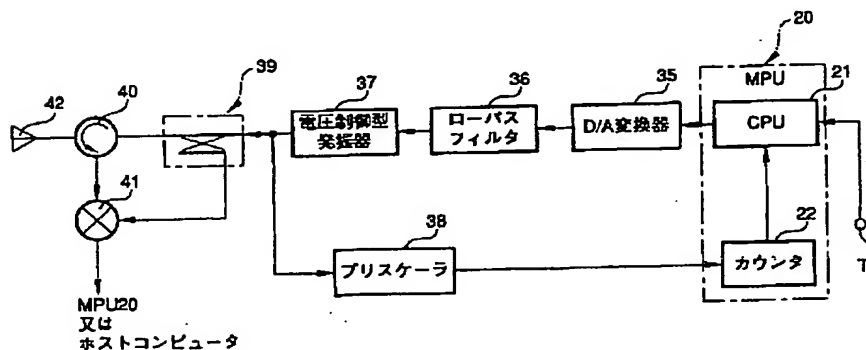 20
39
37
36
35
MPU
21
42
40
電圧制御型
発振器
ローパス
フィルタ
D/A変換器
CPU
41
38
22
プリスケーラ
カウンタ
T
MPU20
又は
ホストコンピュータ